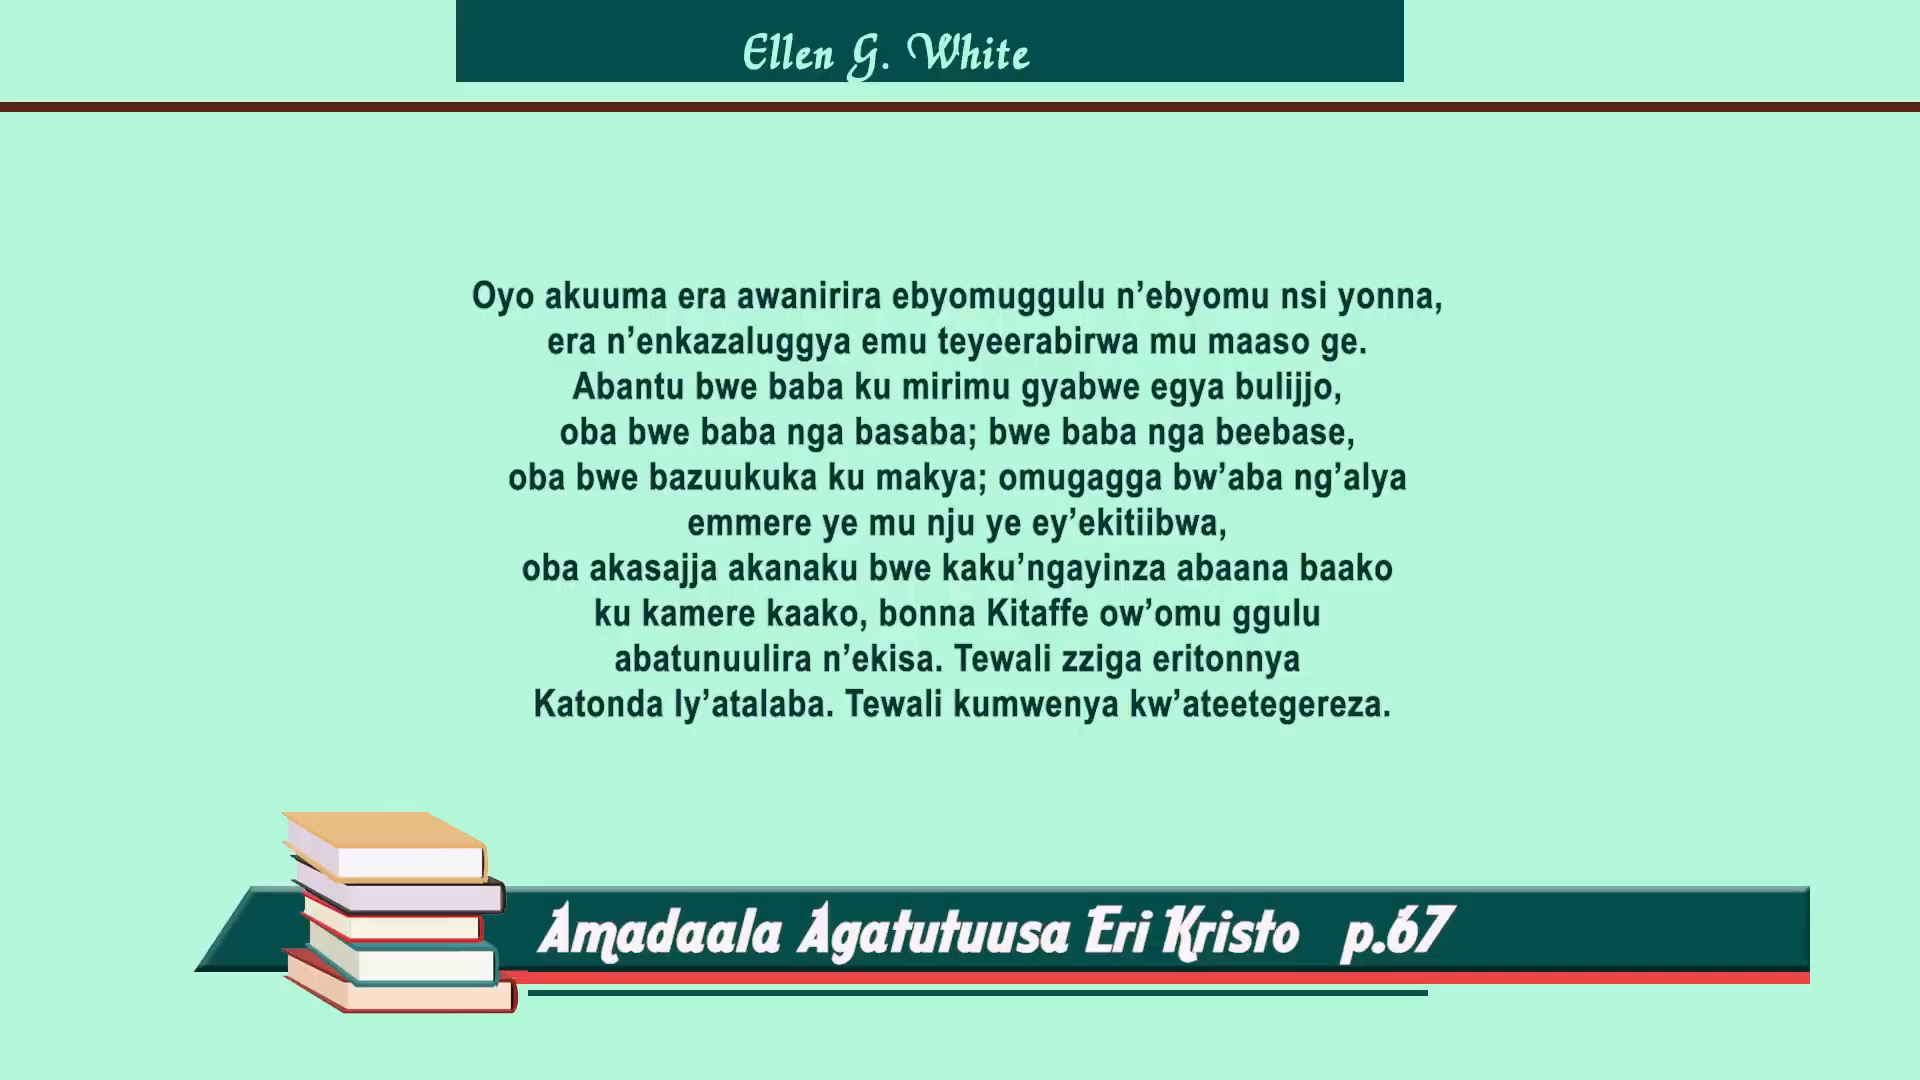 Ellen G. White
Oyo akuuma era awanirira ebyomuggulu n’ebyomu nsi yonna,
era n’enkazaluggya emu teyeerabirwa mu maaso ge.
Abantu bwe baba ku mirimu gyabwe egya bulijjo,
oba bwe baba nga basaba; bwe baba nga beebase,
oba bwe bazuukuka ku makya; omugagga bw’aba ng’alya
emmere ye mu nju ye ey’ekitiibwa,
oba akasajja akanaku bwe kaku’ngayinza abaana baako
ku kamere kaako, bonna Kitaffe ow’omu ggulu
abatunuulira n’ekisa. Tewali zziga eritonnya
Katonda ly’atalaba. Tewali kumwenya kw’ateetegereza.
Amadaala Agatutuusa Eri Kristo p.67